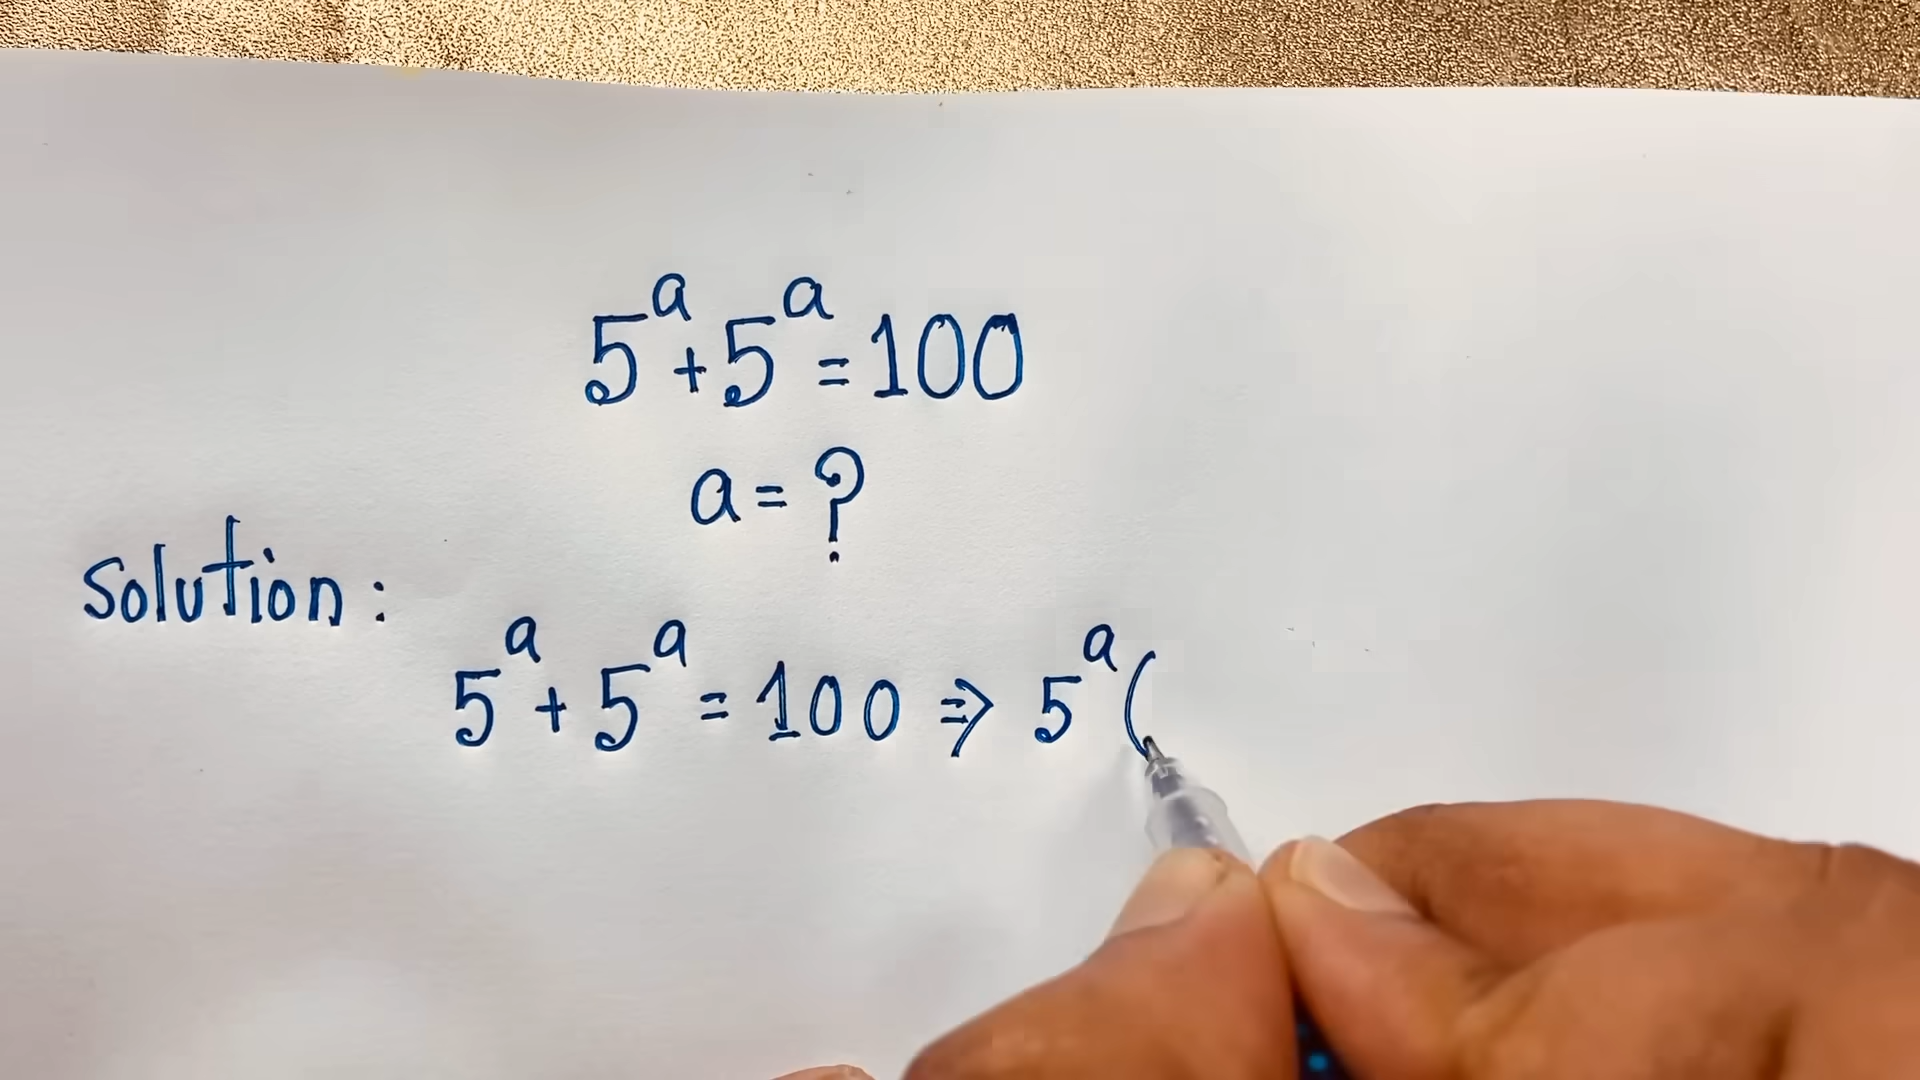 5^a + 5^a = 100
a = ?
Solution :
5^a + 5^a = 100 ⇒ 5^a (